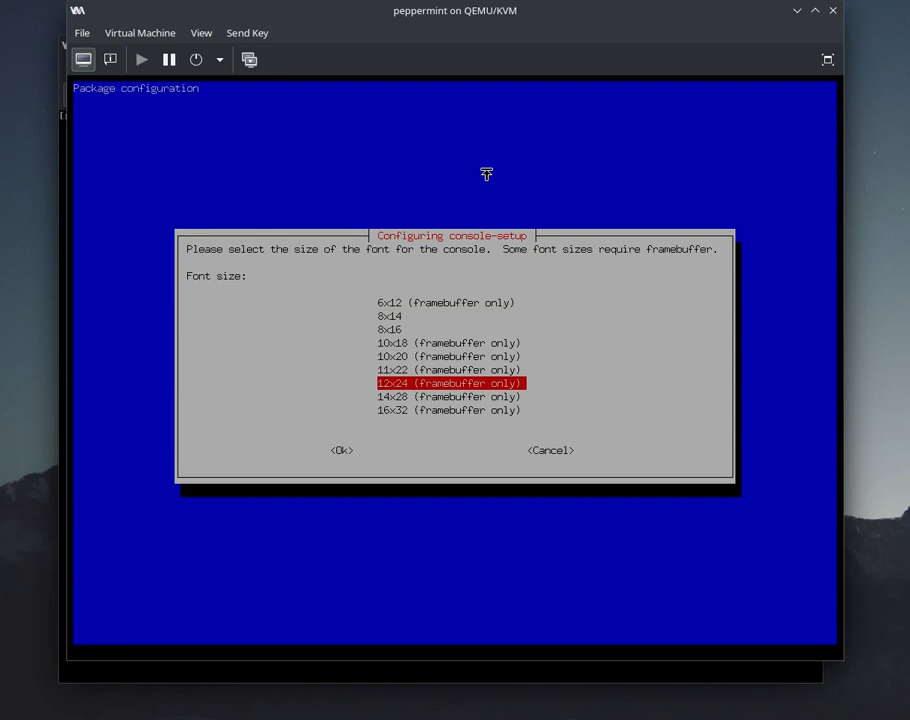 peppermint on QEMU/KVM
File Virtual Machine View Send Key
Package configuration
Configuring console-setup
Please select the size of the font for the console. Some font sizes require framebuffer.
Font size:
6x12 (framebuffer only)
8x14
8x16
10x18 (framebuffer only)
10x20 (framebuffer only)
11x22 (framebuffer only)
12x24 (framebuffer only)
14x28 (framebuffer only)
16x32 (framebuffer only)
<Ok> <Cancel>